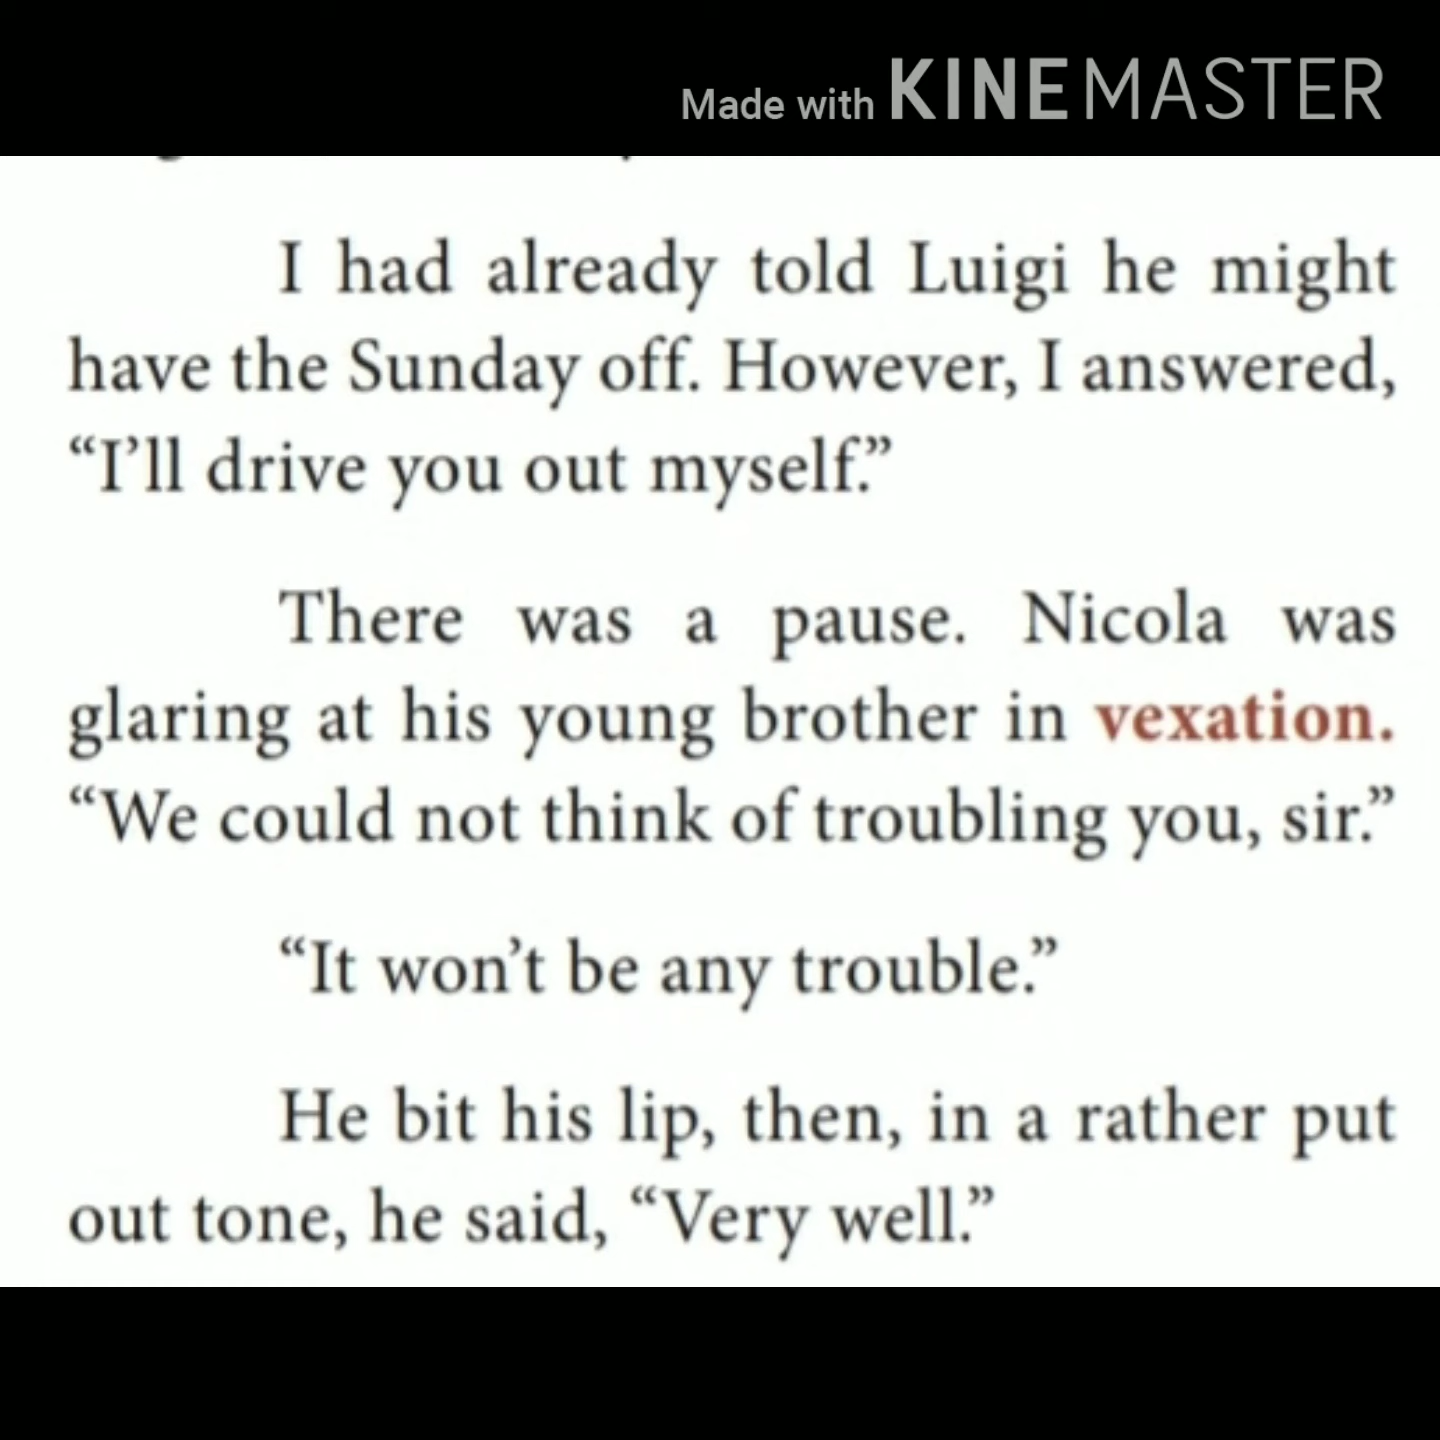 Made with KINEMASTER
I had already told Luigi he might
have the Sunday off. However, I answered,
“I’ll drive you out myself.”
There was a pause. Nicola was
glaring at his young brother in vexation.
“We could not think of troubling you, sir.”
“It won’t be any trouble.”
He bit his lip, then, in a rather put
out tone, he said, “Very well.”